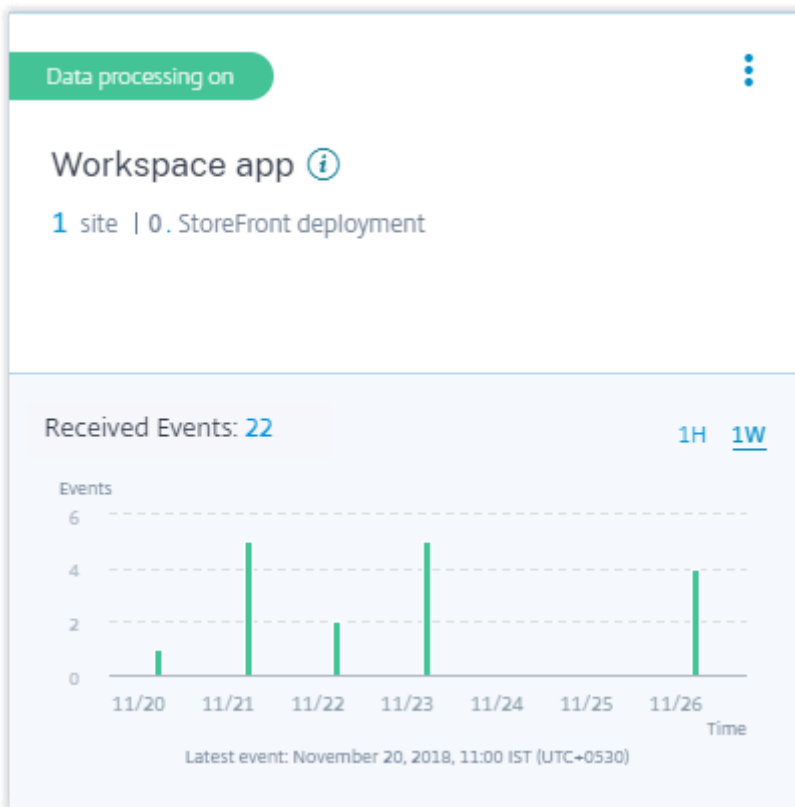 Data processing on
Workspace app i
1 site | 0. StoreFront deployment
Received Events: 22
1H 1W
Events
6
4
2
0
11/20 11/21 11/22 11/23 11/24 11/25 11/26
Time
Latest event: November 20, 2018, 11:00 IST (UTC+0530)